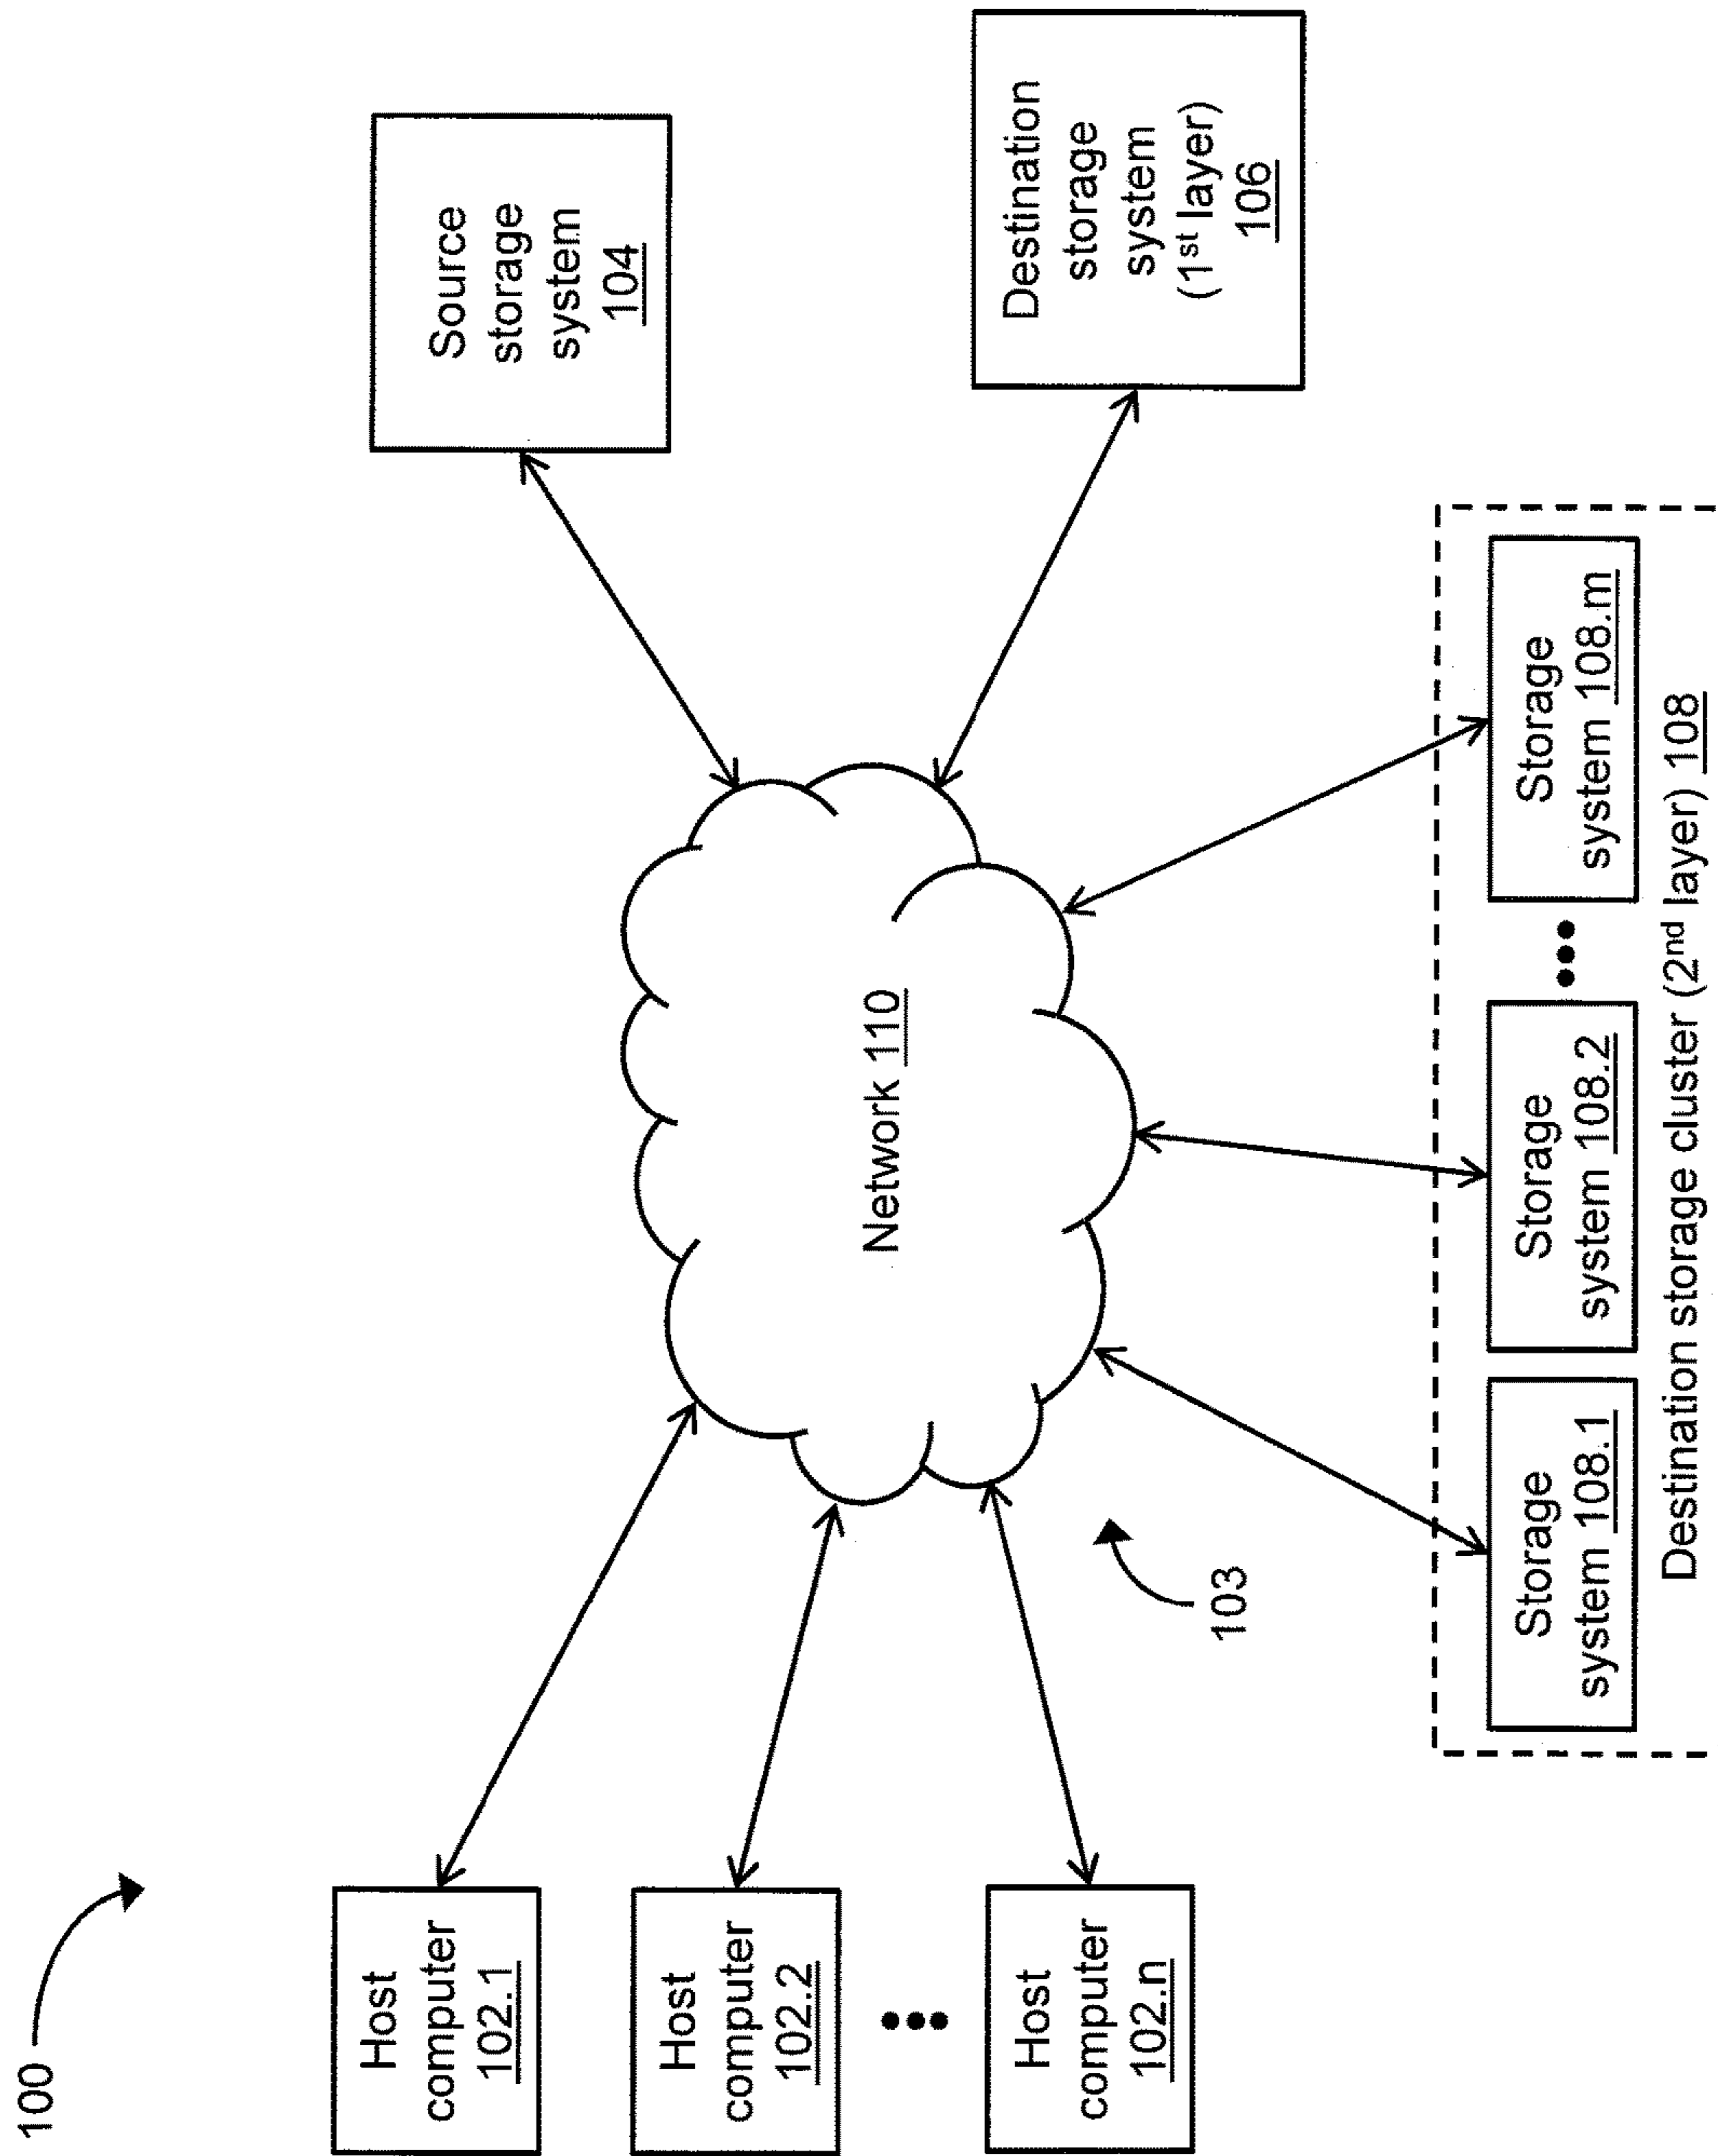 100
Host
computer
102.1
Host
computer
102.2
Host
computer
102.n
103
Network 110
Source
storage
system
104
Destination
storage
system
(1st layer)
106
Storage
system 108.1
Storage
system 108.2
Storage
system 108.m
Destination storage cluster (2nd layer) 108